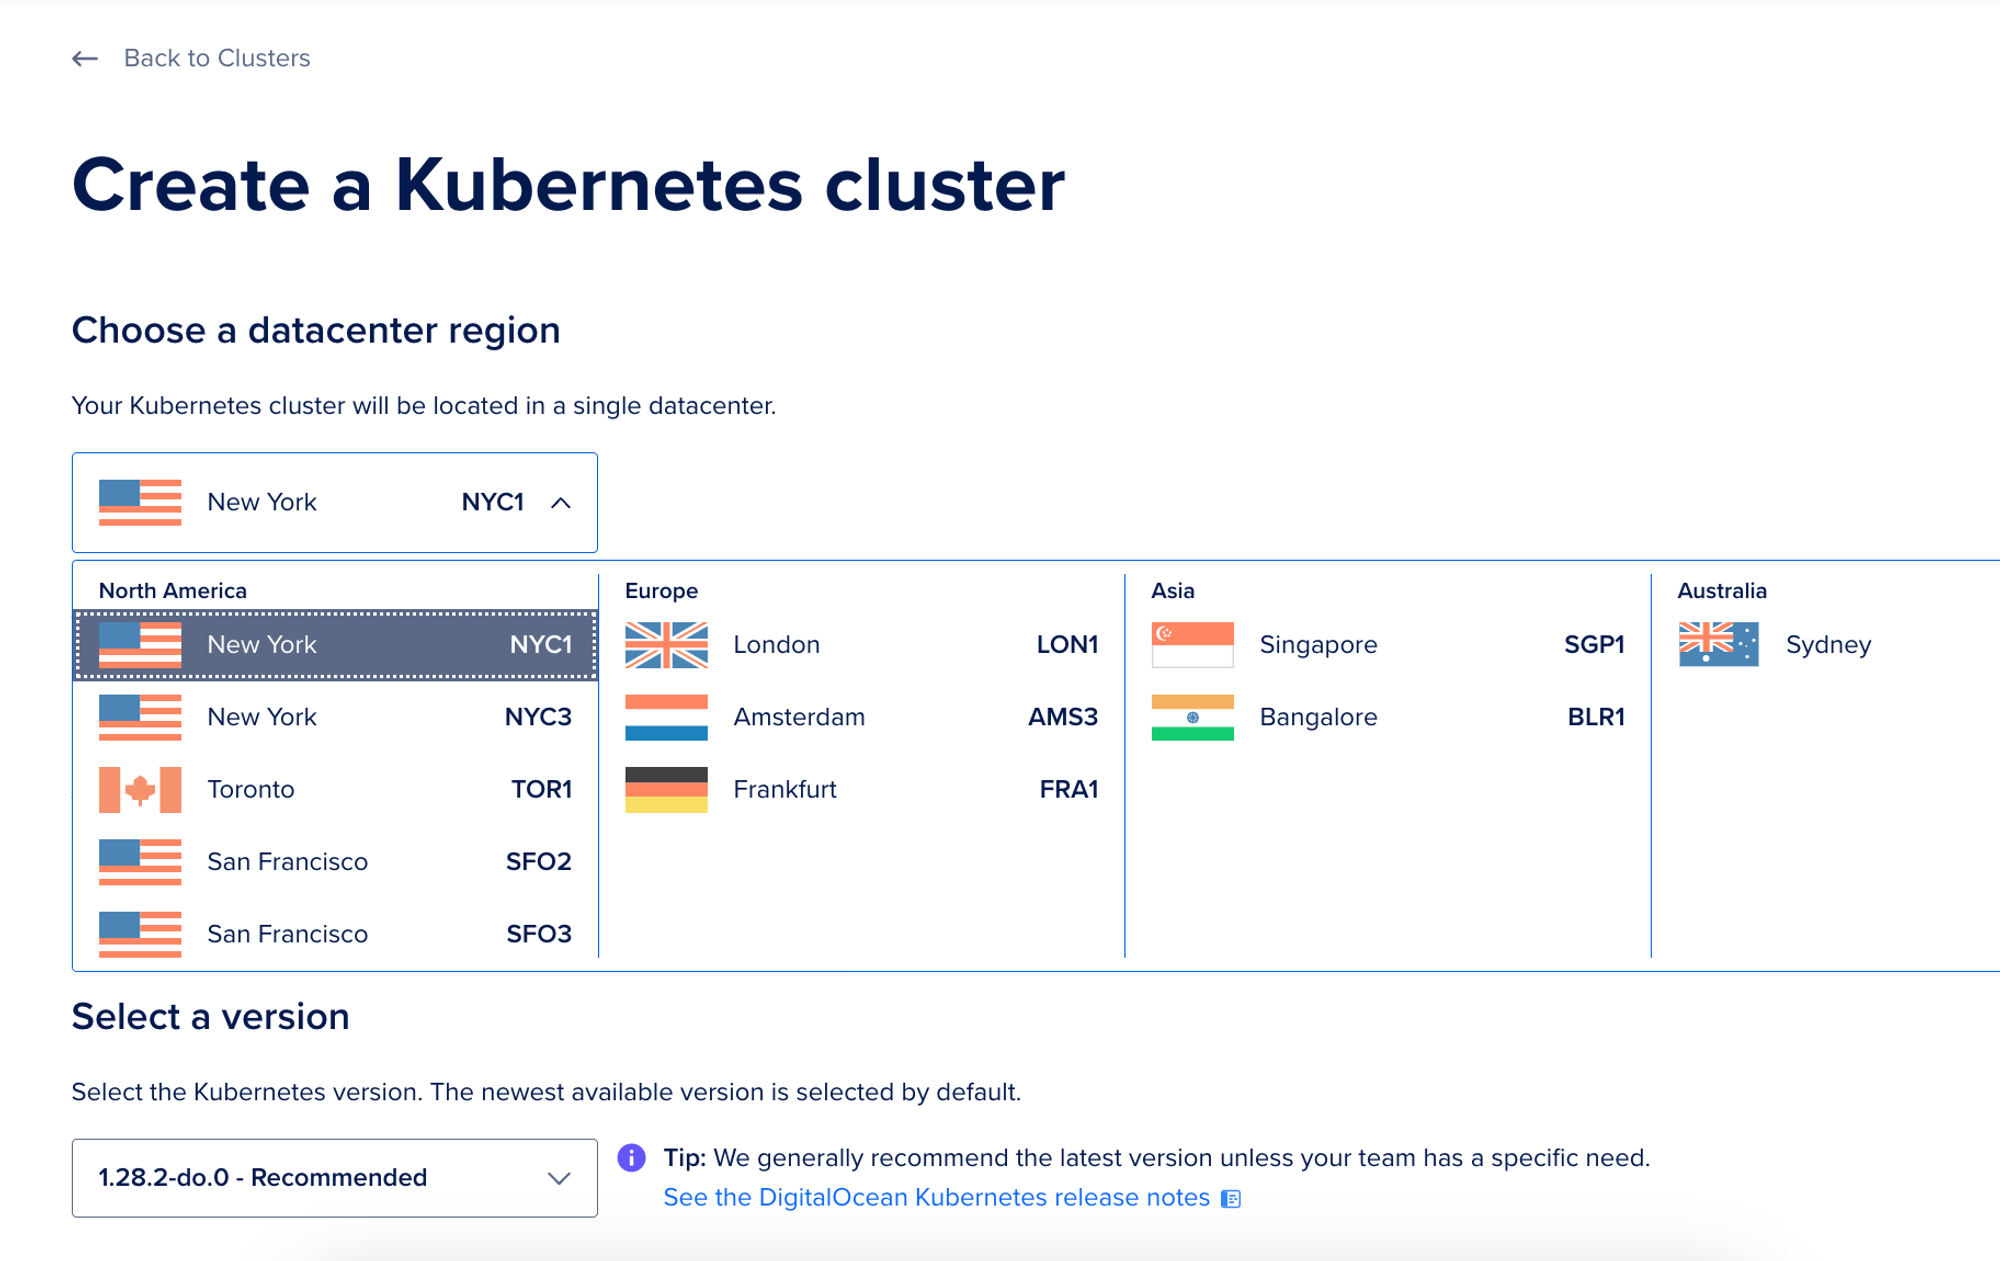 Back to Clusters
Create a Kubernetes cluster
Choose a datacenter region
Your Kubernetes cluster will be located in a single datacenter.
New York NYC1
North America
New York NYC1
New York NYC3
Toronto TOR1
San Francisco SFO2
San Francisco SFO3
Europe
London LON1
Amsterdam AMS3
Frankfurt FRA1
Asia
Singapore SGP1
Bangalore BLR1
Australia
Sydney
Select a version
Select the Kubernetes version. The newest available version is selected by default.
1.28.2-do.0 - Recommended
Tip: We generally recommend the latest version unless your team has a specific need.
See the DigitalOcean Kubernetes release notes